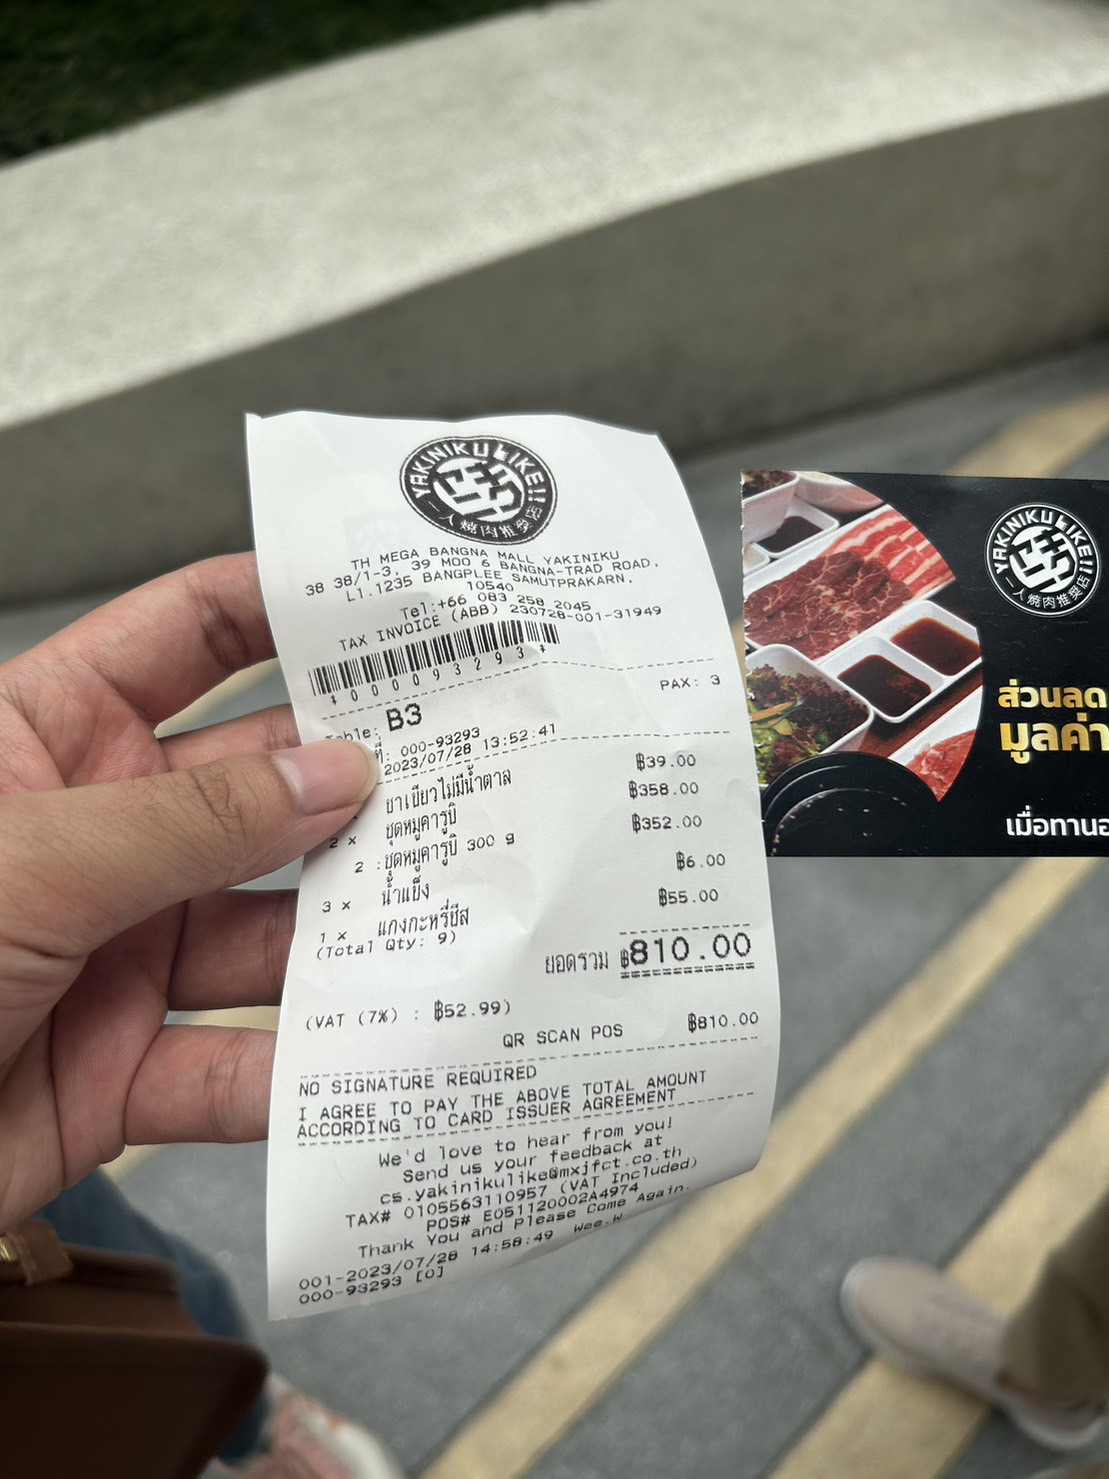 YAKINIKU LIKE!!
一人焼肉推奨店
TH MEGA BANGNA MALL YAKINIKU
38 38/1-3, 39 MOO 6 BANGNA-TRAD ROAD,
L1.1235 BANGPLEE SAMUTPRAKARN,
10540
Tel:+66 083 258 2045
TAX INVOICE (ABB) 230728-001-31949
*000093293*
Table: B3 PAX: 3
ที่: 000-93293
2023/07/28 13:52:41
ชาเขียวไม่มีน้ำตาล ฿39.00
2 x ชุดหมูคารูบิ ฿358.00
2 :ชุดหมูคารูบิ 300 g ฿352.00
3 x น้ำแข็ง ฿6.00
1 x แกงกะหรี่ชีส ฿55.00
(Total Qty: 9)
ยอดรวม ฿810.00
(VAT (7%) : ฿52.99)
QR SCAN POS ฿810.00
NO SIGNATURE REQUIRED
I AGREE TO PAY THE ABOVE TOTAL AMOUNT
ACCORDING TO CARD ISSUER AGREEMENT
We'd love to hear from you!
Send us your feedback at
cs.yakinikulike@mxjfct.co.th
TAX# 0105563110957 (VAT Included)
POS# E051120002A4974
Thank You and Please Come Again.
001-2023/07/28 14:58:49 Wee.W
000-93293 [0]
YAKINIKU LIKE!!
一人焼肉推奨店
ส่วนลด
มูลค่า
เมื่อทาน